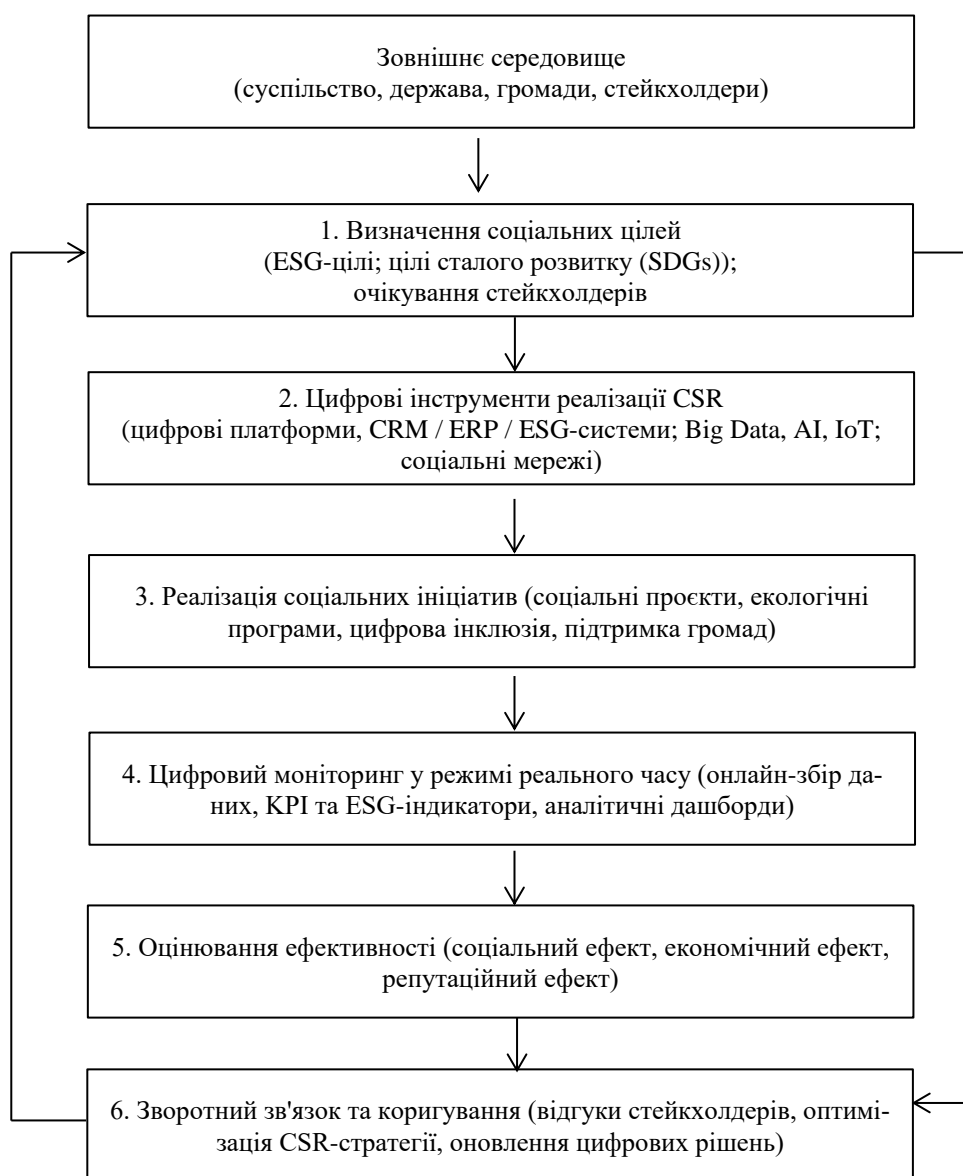 Зовнішнє середовище
(суспільство, держава, громади, стейкхолдери)
1. Визначення соціальних цілей
(ESG-цілі; цілі сталого розвитку (SDGs));
очікування стейкхолдерів
2. Цифрові інструменти реалізації CSR
(цифрові платформи, CRM / ERP / ESG-системи; Big Data, AI, IoT;
соціальні мережі)
3. Реалізація соціальних ініціатив (соціальні проєкти, екологічні
програми, цифрова інклюзія, підтримка громад)
4. Цифровий моніторинг у режимі реального часу (онлайн-збір да-
них, KPI та ESG-індикатори, аналітичні дашборди)
5. Оцінювання ефективності (соціальний ефект, економічний ефект,
репутаційний ефект)
6. Зворотний зв'язок та коригування (відгуки стейкхолдерів, оптимі-
зація CSR-стратегії, оновлення цифрових рішень)